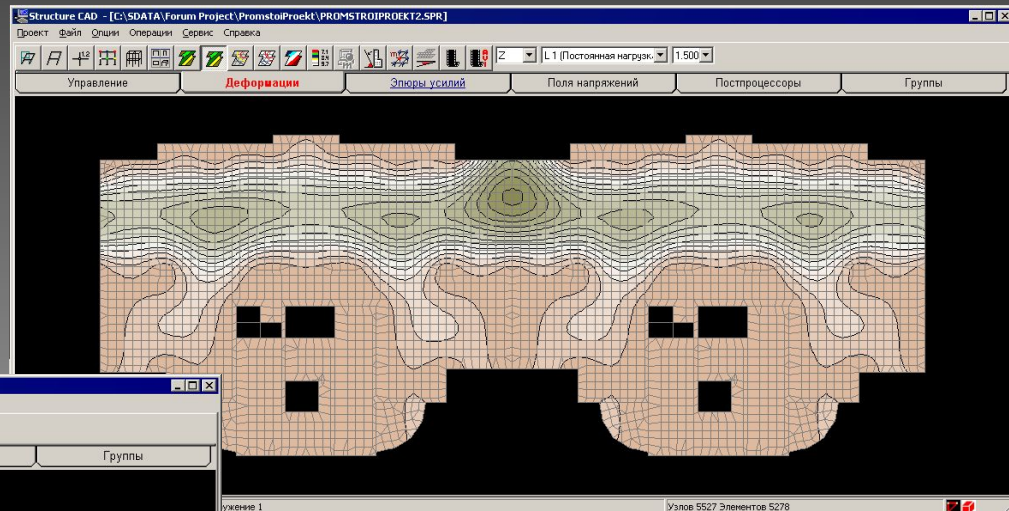 Structure CAD - [C:\SDATA\Forum Project\PromstoiProekt\PROMSTROIPROEKT2.SPR]
Проект Файл Опции Операции Сервис Справка
Z L 1 (Постоянная нагрузк. 1.500
Управление Деформации Эпюры усилий Поля напряжений Постпроцессоры Группы
Группы
ужение 1 Узлов 5527 Элементов 5278